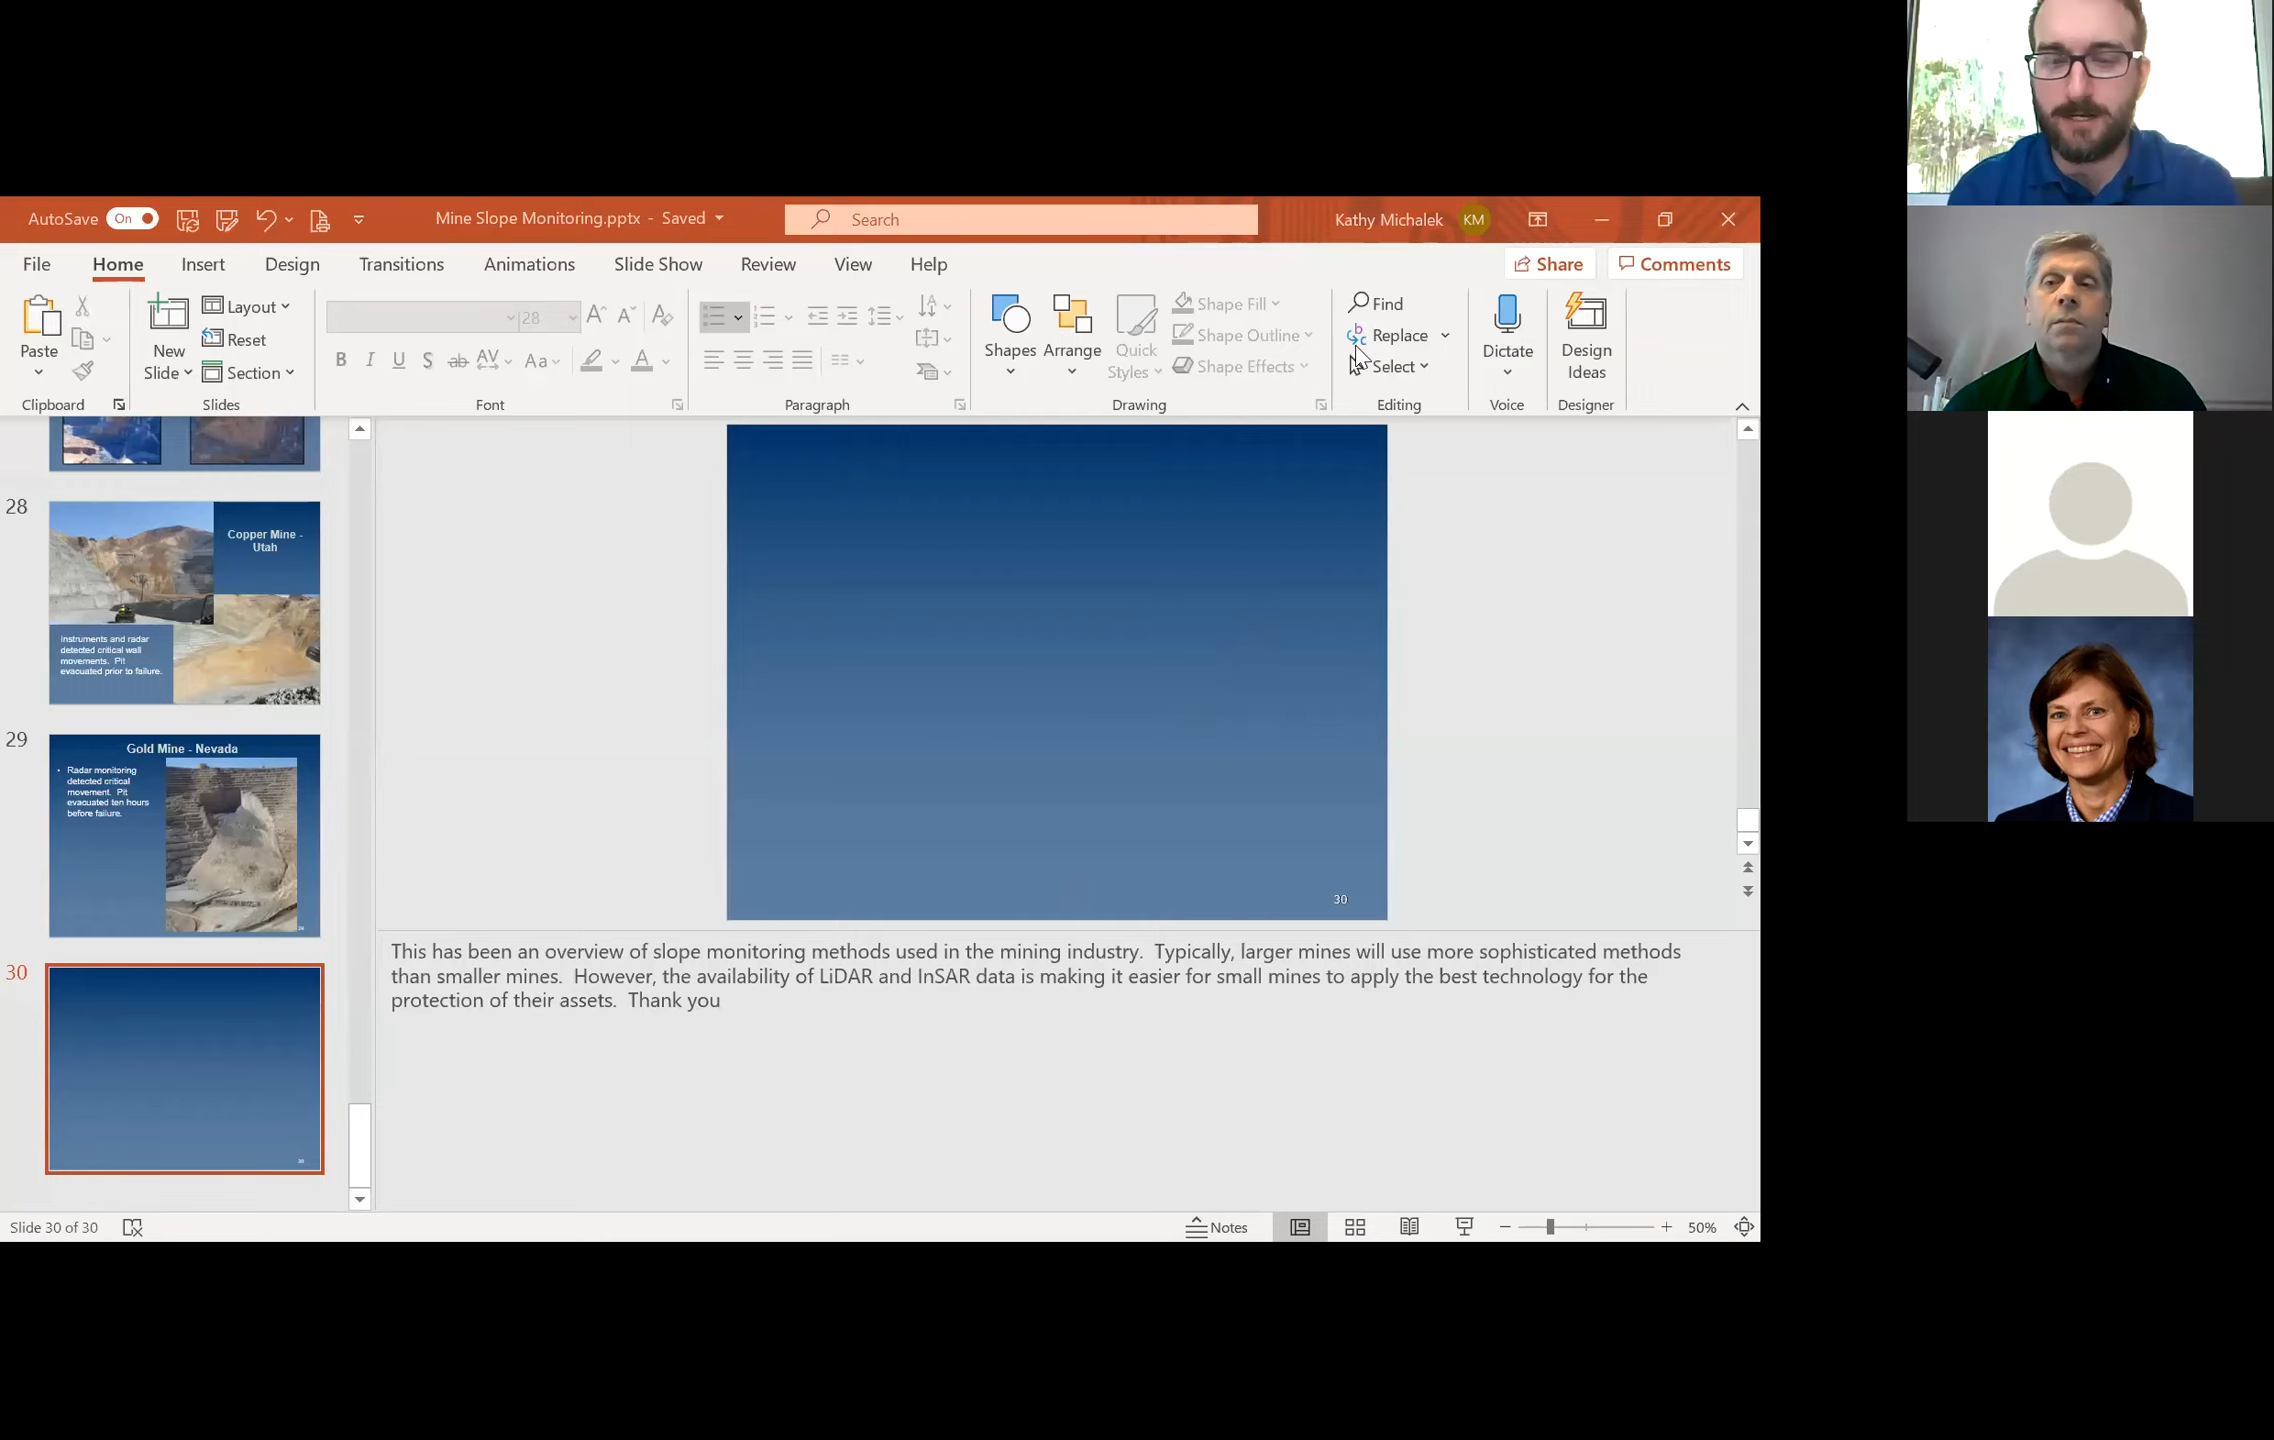 AutoSave On Mine Slope Monitoring.pptx - Saved Search Kathy Michalek KM
File Home Insert Design Transitions Animations Slide Show Review View Help Share Comments
Paste
Clipboard
New
Slide
Layout
Reset
Section
Slides
28
B I U S ab AV Aa A
Font
Paragraph
Shapes
Arrange
Quick
Styles
Shape Fill
Shape Outline
Shape Effects
Drawing
Find
Replace
Select
Editing
Dictate
Voice
Design
Ideas
Designer
28
Copper Mine -
Utah
Instruments and radar
detected critical wall
movements. Pit
evacuated prior to failure.
29
Gold Mine - Nevada
• Radar monitoring
detected critical
movement. Pit
evacuated ten hours
before failure.
30
30
30
This has been an overview of slope monitoring methods used in the mining industry. Typically, larger mines will use more sophisticated methods
than smaller mines. However, the availability of LiDAR and InSAR data is making it easier for small mines to apply the best technology for the
protection of their assets. Thank you
Slide 30 of 30 Notes 50%